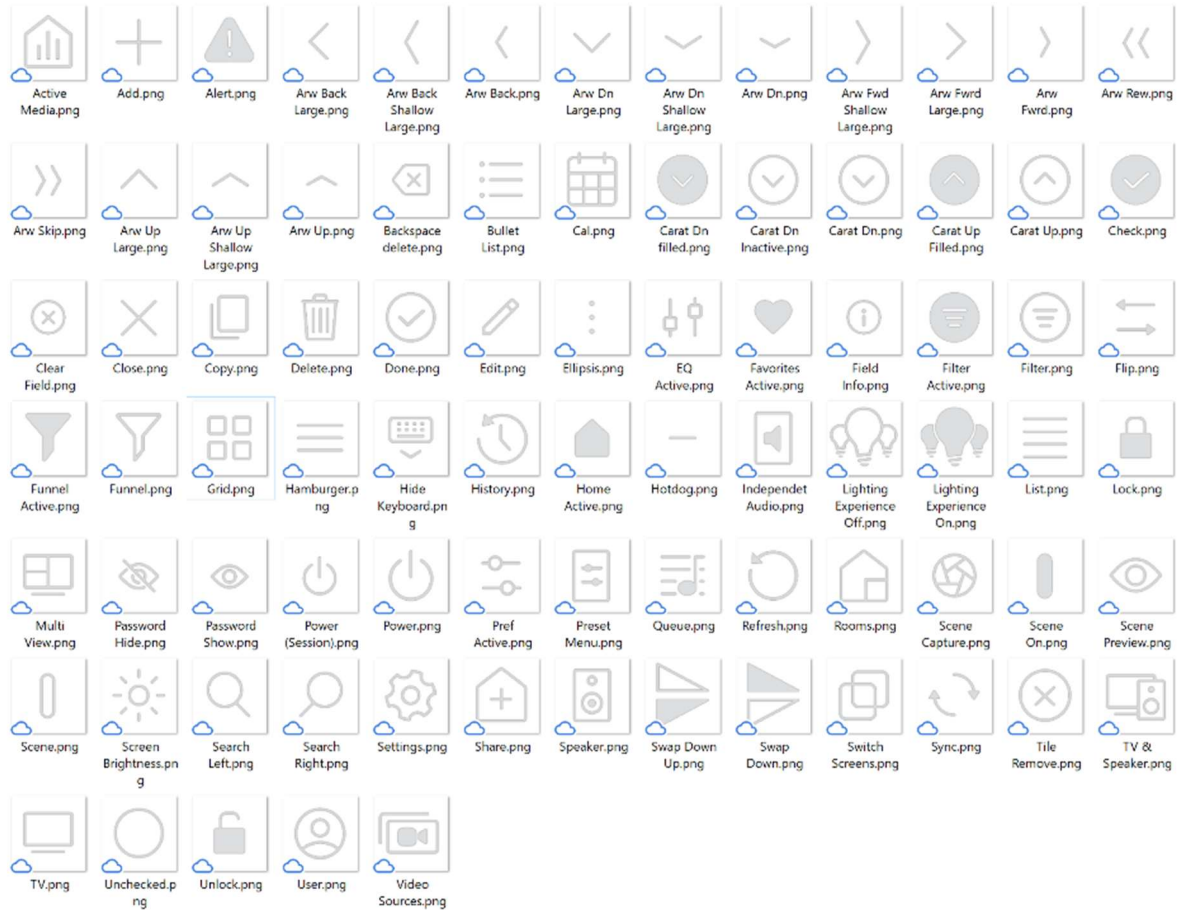 Active
Media.png
Add.png
Alert.png
Arw Back
Large.png
Arw Back
Shallow
Large.png
Arw Back.png
Arw Dn
Large.png
Arw Dn
Shallow
Large.png
Arw Dn.png
Arw Fwd
Shallow
Large.png
Arw Fwrd
Large.png
Arw
Fwrd.png
Arw Rew.png
Arw Skip.png
Arw Up
Large.png
Arw Up
Shallow
Large.png
Arw Up.png
Backspace
delete.png
Bullet
List.png
Cal.png
Carat Dn
filled.png
Carat Dn
Inactive.png
Carat Dn.png
Carat Up
Filled.png
Carat Up.png
Check.png
Clear
Field.png
Close.png
Copy.png
Delete.png
Done.png
Edit.png
Ellipsis.png
EQ
Active.png
Favorites
Active.png
Field
Info.png
Filter
Active.png
Filter.png
Flip.png
Funnel
Active.png
Funnel.png
Grid.png
Hamburger.p
ng
Hide
Keyboard.pn
g
History.png
Home
Active.png
Hotdog.png
Independet
Audio.png
Lighting
Experience
Off.png
Lighting
Experience
On.png
List.png
Lock.png
Multi
View.png
Password
Hide.png
Password
Show.png
Power
(Session).png
Power.png
Pref
Active.png
Preset
Menu.png
Queue.png
Refresh.png
Rooms.png
Scene
Capture.png
Scene
On.png
Scene
Preview.png
Scene.png
Screen
Brightness.pn
g
Search
Left.png
Search
Right.png
Settings.png
Share.png
Speaker.png
Swap Down
Up.png
Swap
Down.png
Switch
Screens.png
Sync.png
Tile
Remove.png
TV &
Speaker.png
TV.png
Unchecked.p
ng
Unlock.png
User.png
Video
Sources.png